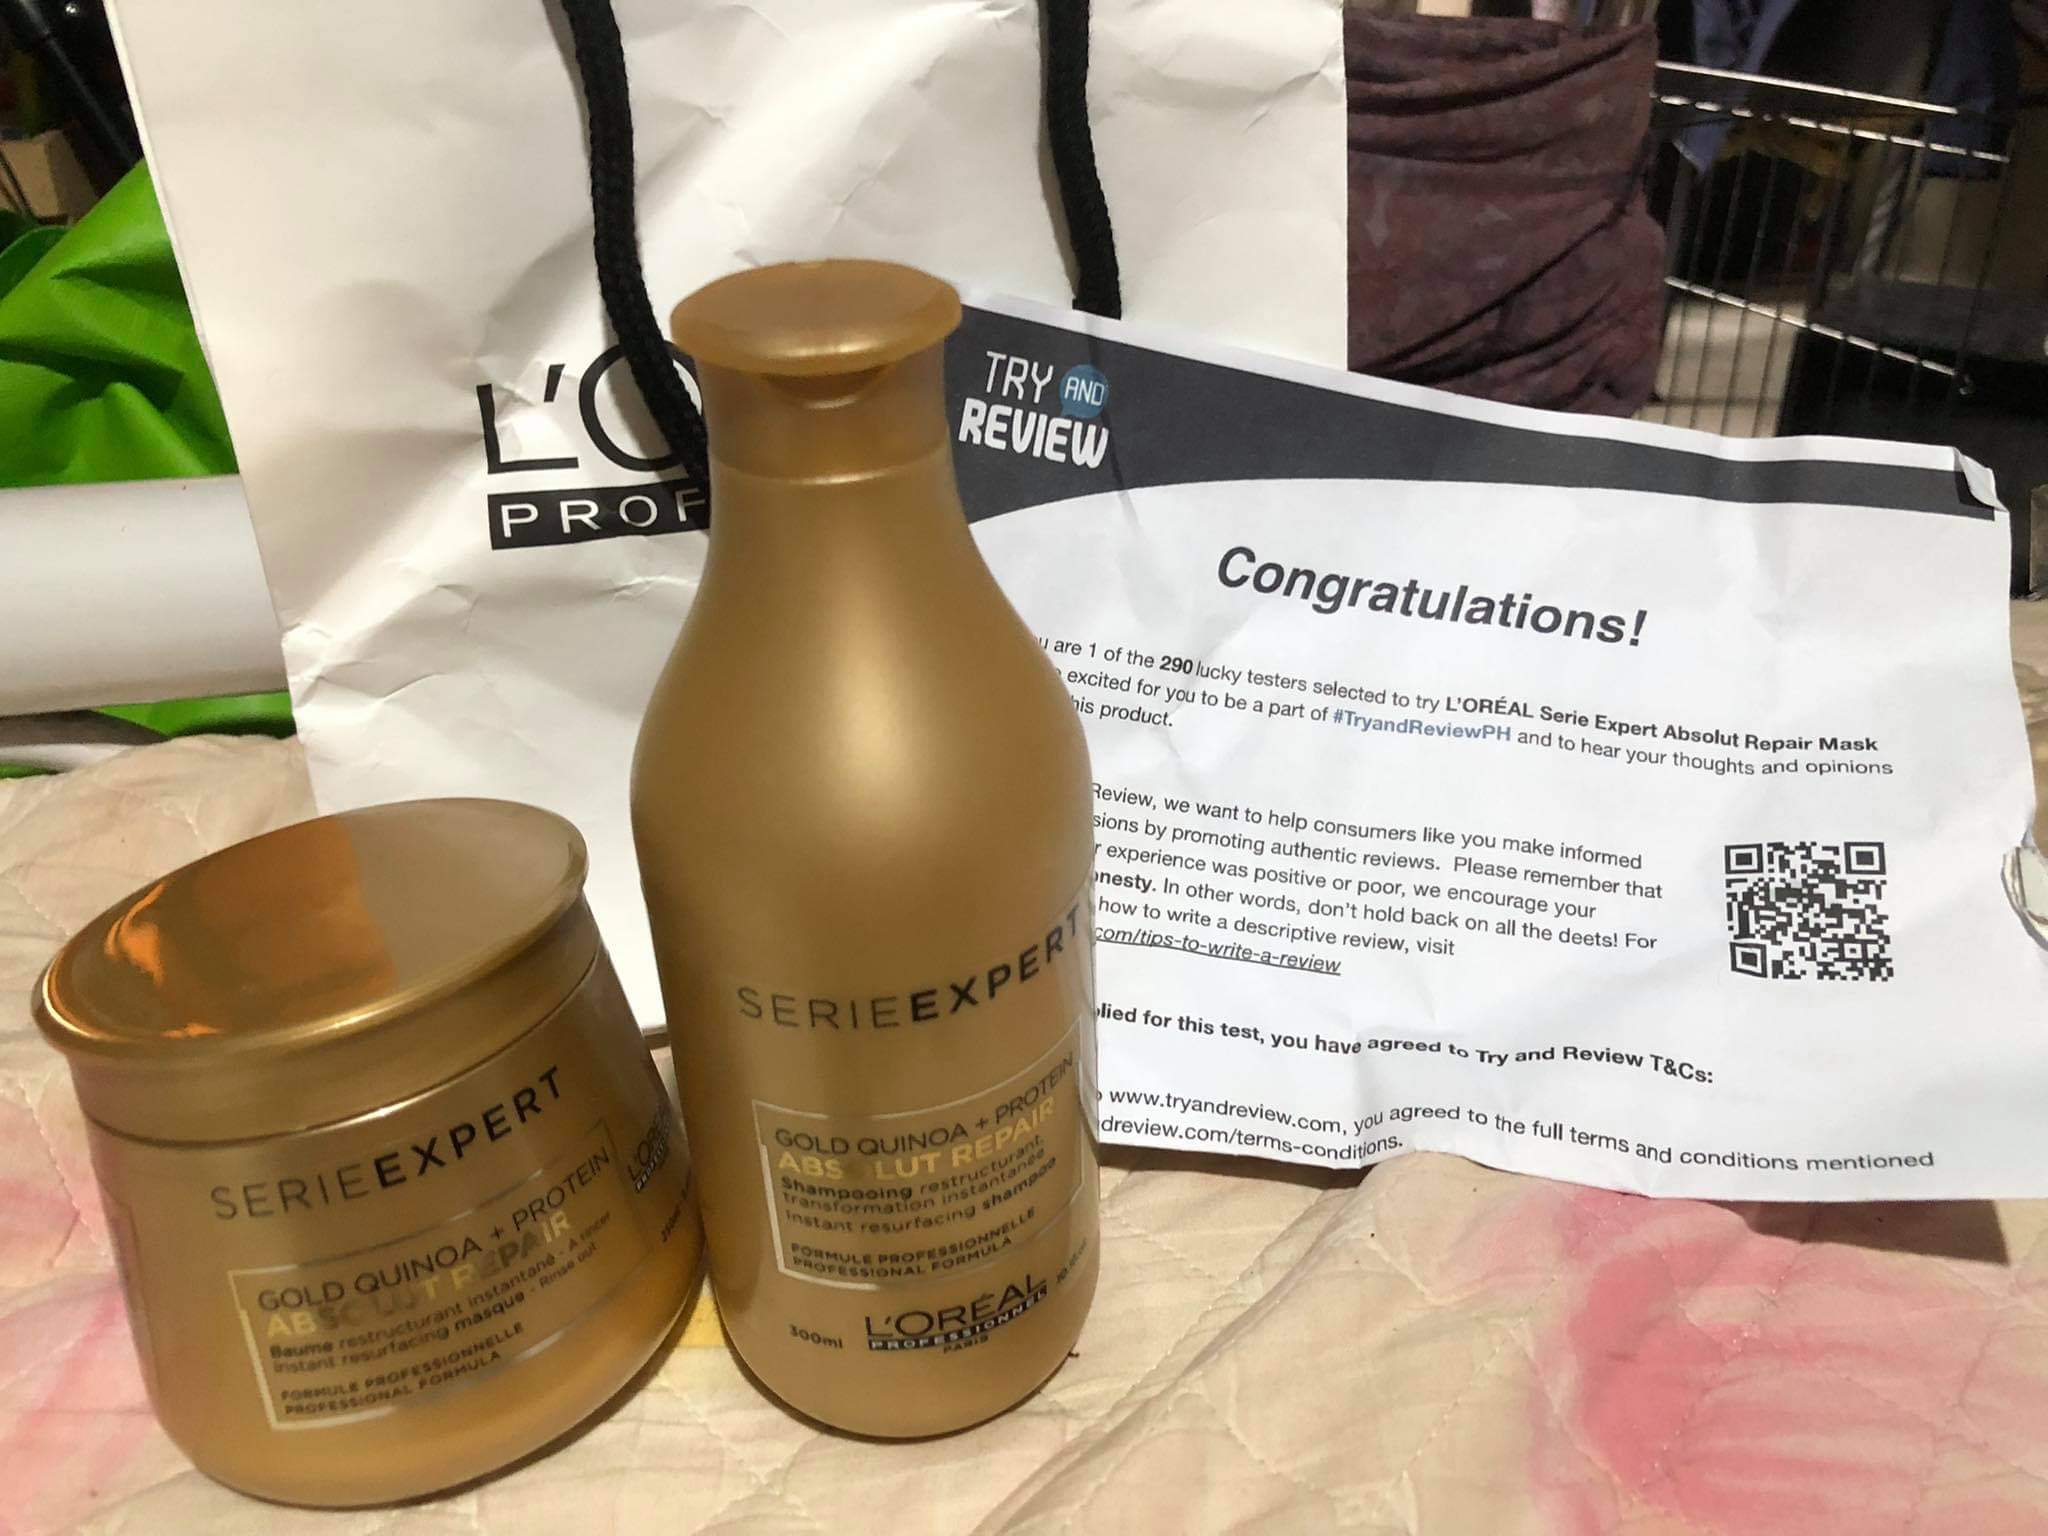 L'O
PROF
TRY AND
REVIEW
Congratulations!
are 1 of the 290 lucky testers selected to try L'ORÉAL Serie Expert Absolut Repair Mask
excited for you to be a part of #TryandReviewPH and to hear your thoughts and opinions
his product.
Review, we want to help consumers like you make informed
sions by promoting authentic reviews. Please remember that
r experience was positive or poor, we encourage your
nesty. In other words, don't hold back on all the deets! For
how to write a descriptive review, visit
com/tips-to-write-a-review
lied for this test, you have agreed to Try and Review T&Cs:
www.tryandreview.com, you agreed to the full terms and conditions mentioned
dreview.com/terms-conditions.
SERIEEXPERT
GOLD QUINOA + PROTEIN
ABSOLUT REPAIR
Shampooing restructurant
transformation instantanée
Instant resurfacing shampoo
FORMULE PROFESSIONNELLE
PROFESSIONAL FORMULA
300ml
L'ORÉAL
PROFESSIONNEL
PARIS
SERIEEXPERT
GOLD QUINOA + PROTEIN
ABSOLUT REPAIR
Baume restructurant instantané - A rincer
Instant resurfacing masque - Rinse out
FORMULE PROFESSIONNELLE
PROFESSIONAL FORMULA
L'ORÉAL